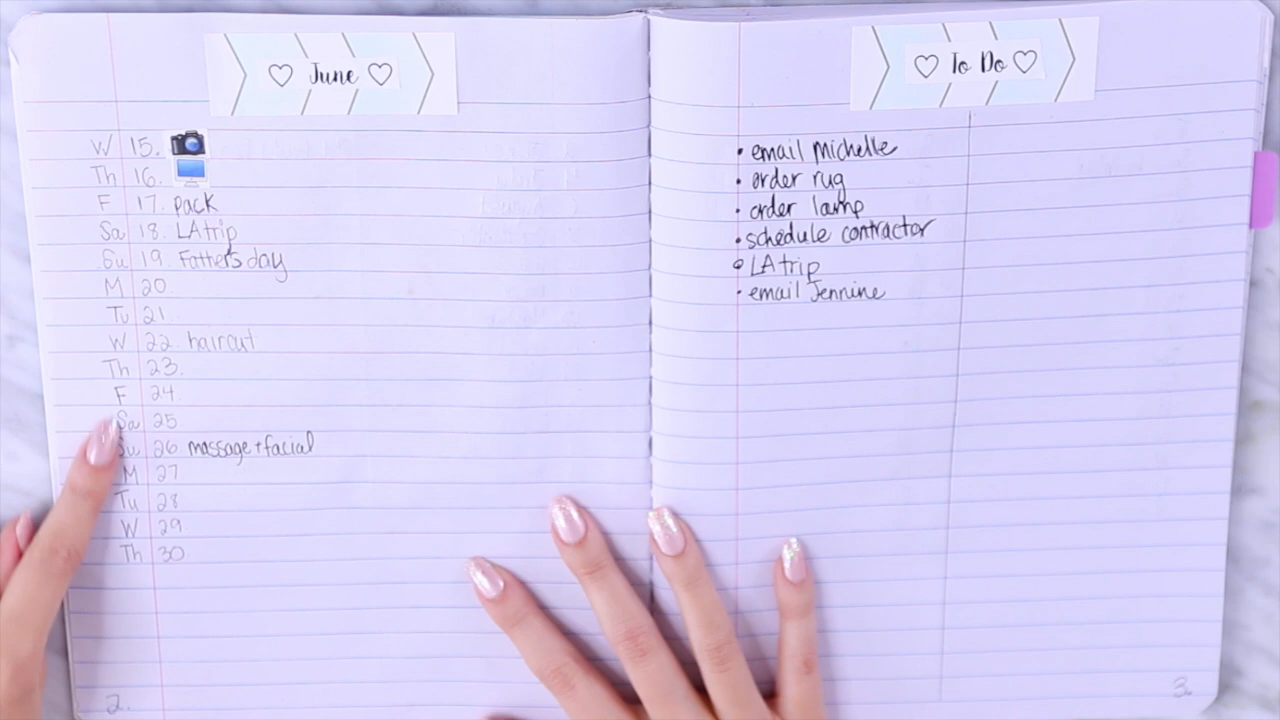 June
W 15.
Th 16.
F 17. pack
Sa 18. LA trip
Su 19. Father's day
M 20
Tu 21
W 22. haircut
Th 23.
F 24
Sa 25
Su 26 massage + facial
M 27
Tu 28
W 29
Th 30
2.
To Do
• email Michelle
• order rug
• order lamp
• schedule contractor
• LA trip
• email Jennine
3